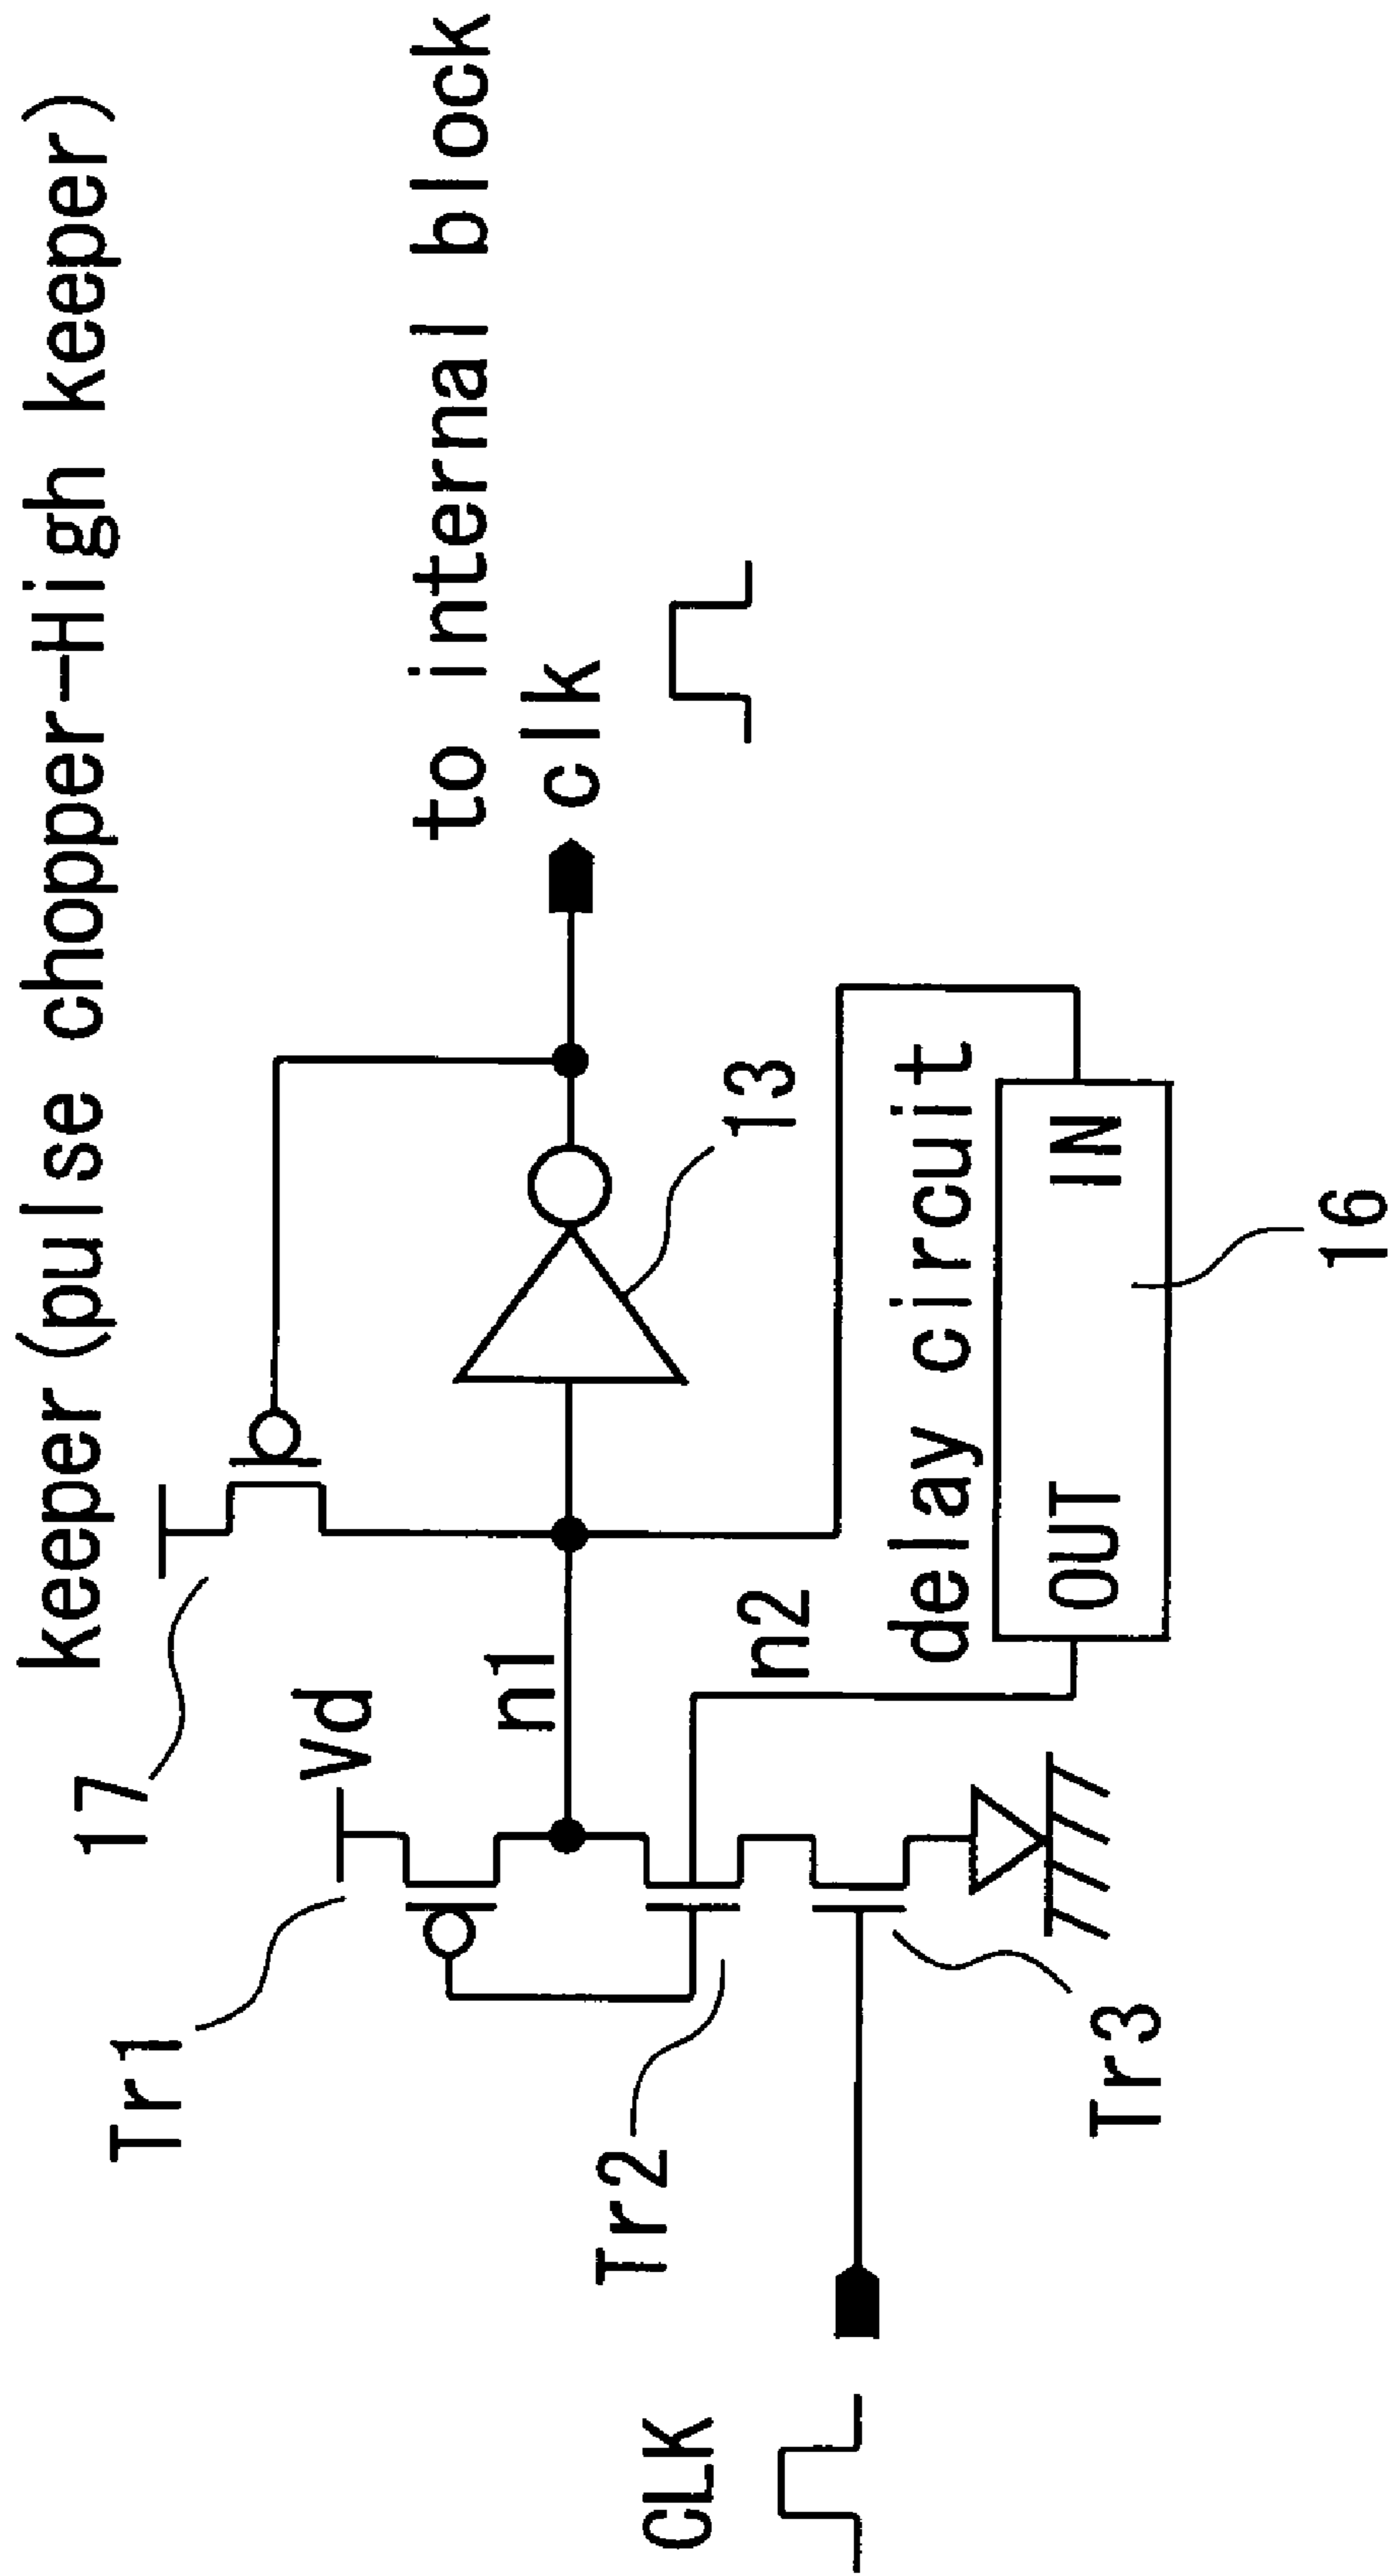 keeper(pulse chopper-High keeper)
17
Vd
Tr1
n1
to internal block
clk
13
Tr2
n2
CLK
delay circuit
OUT
IN
Tr3
16